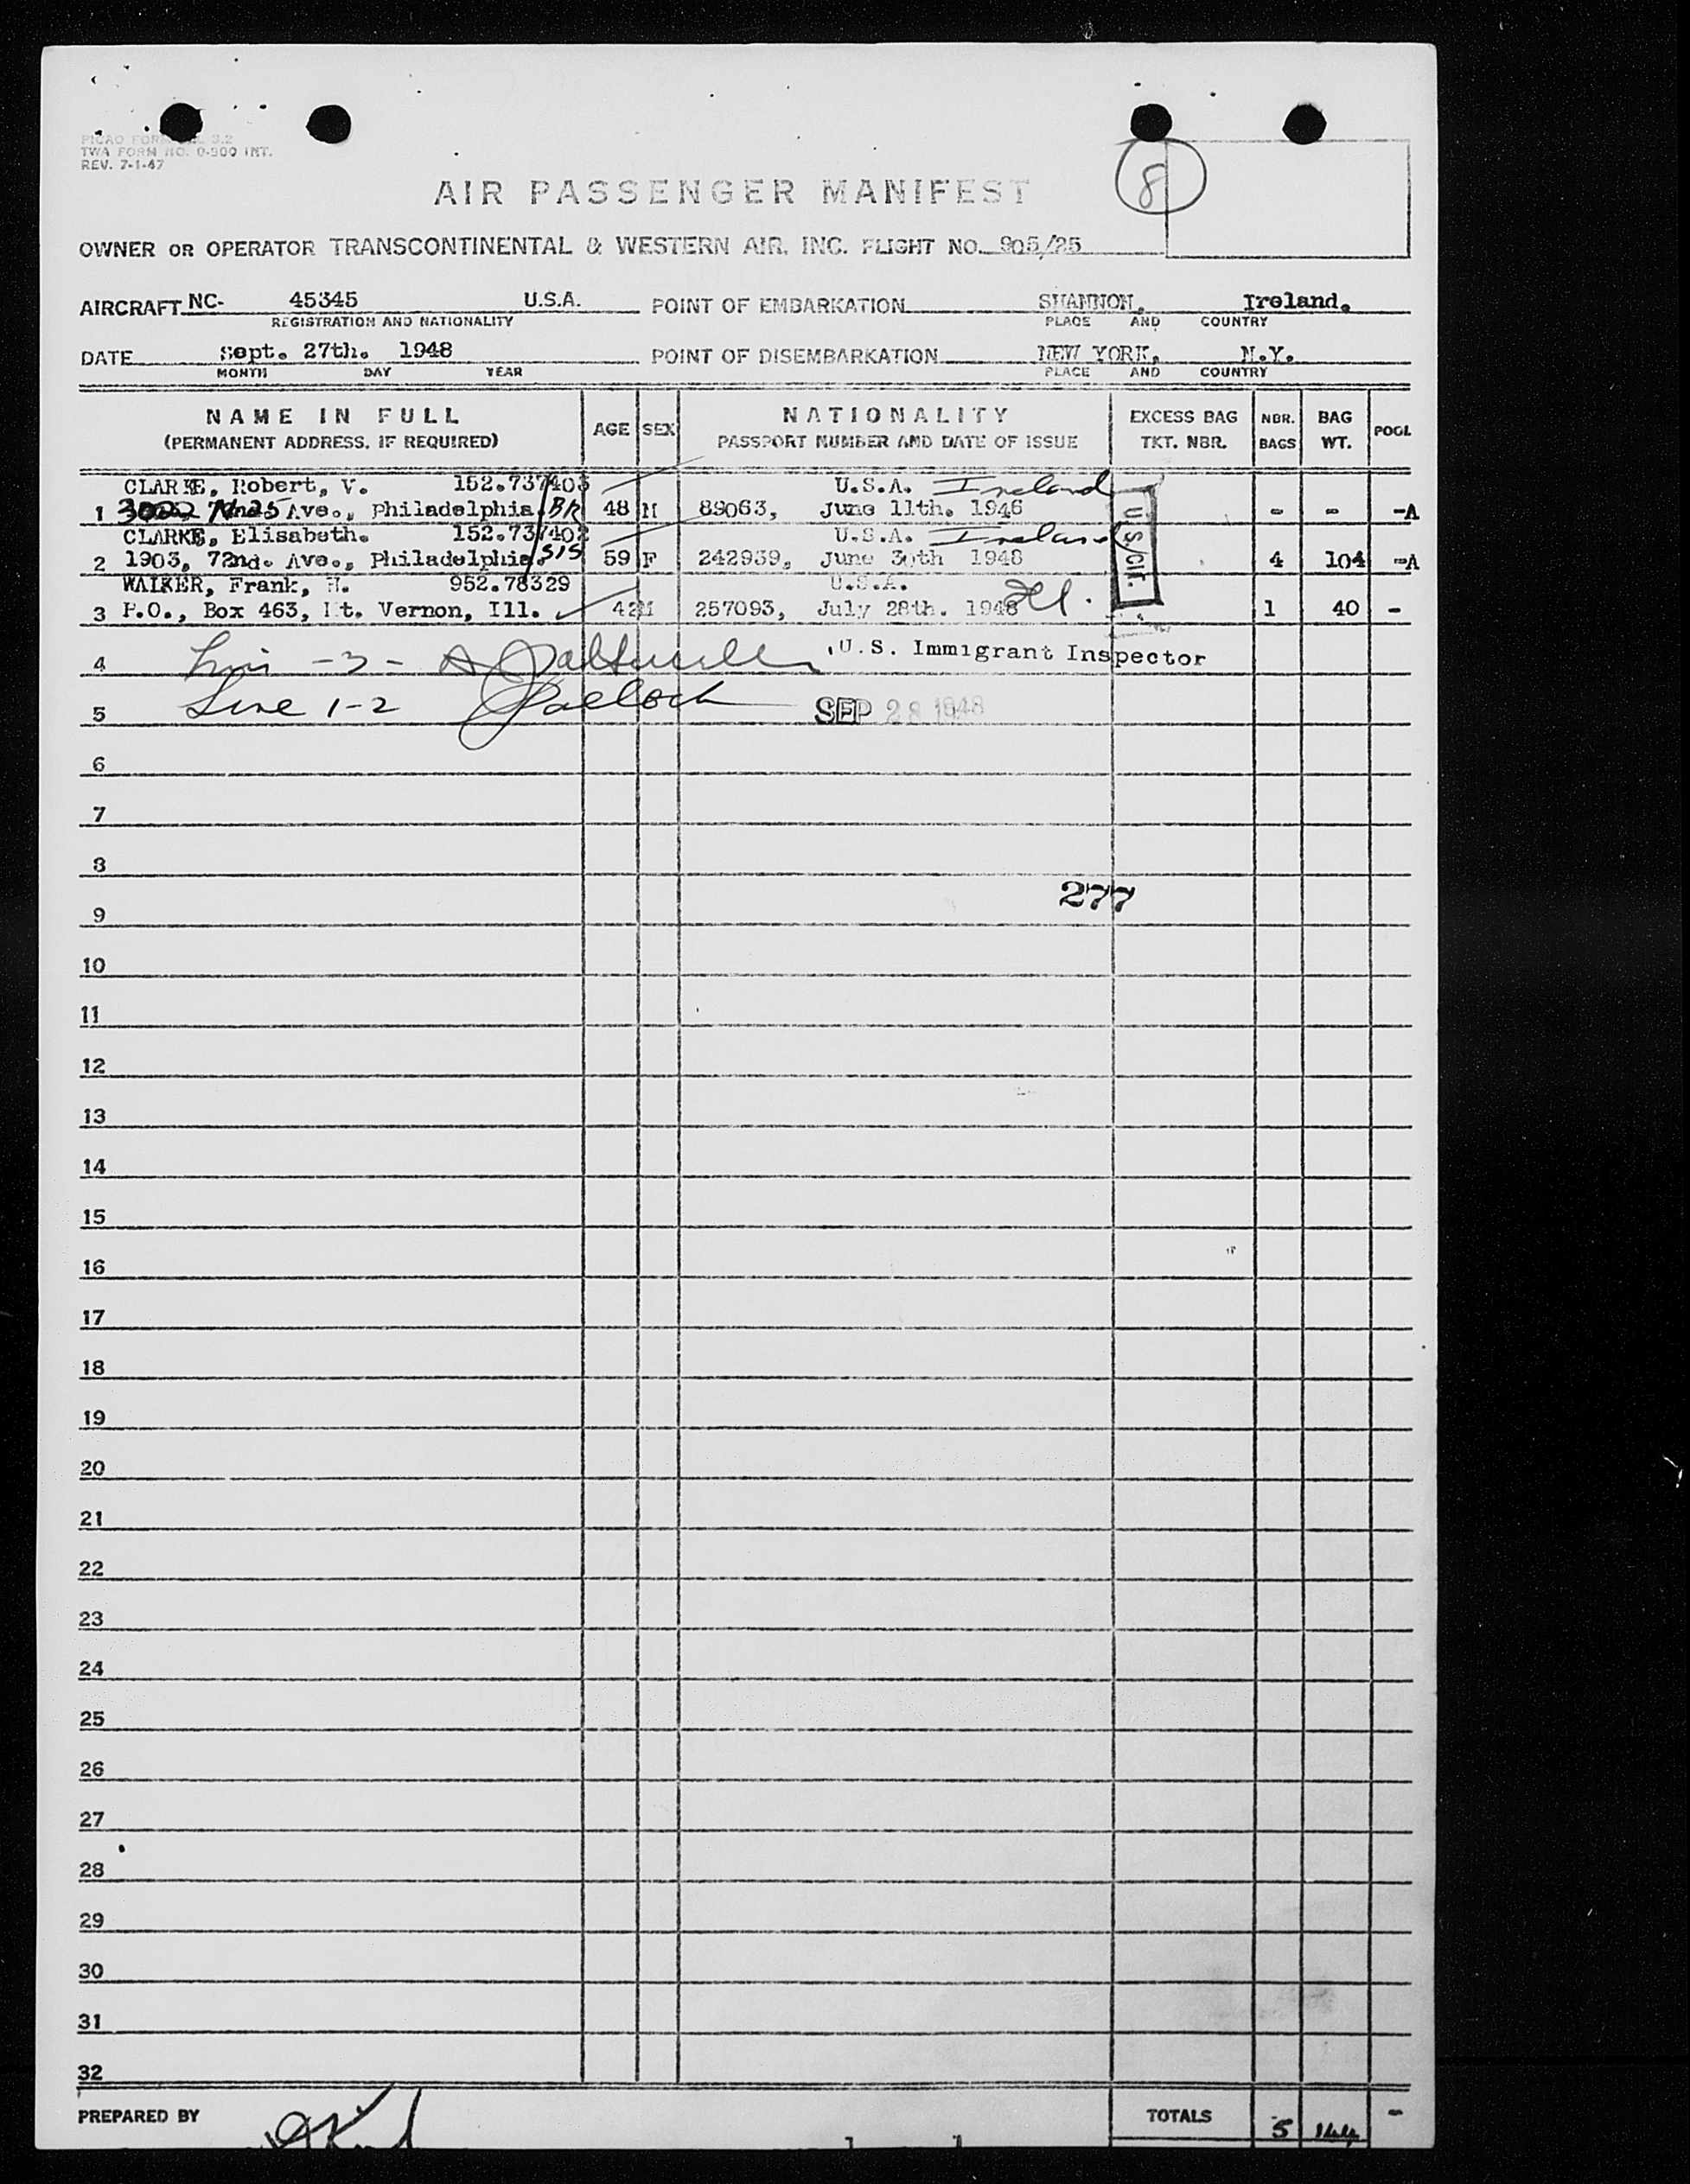 TWA FORM NO. 0-900 INT.
REV. 7-1-47
8
AIR PASSENGER MANIFEST
OWNER OR OPERATOR TRANSCONTINENTAL & WESTERN AIR, INC. FLIGHT NO. 905/25
AIRCRAFT NC- 45345 U.S.A. POINT OF EMBARKATION SHANNON, Ireland.
REGISTRATION AND NATIONALITY PLACE AND COUNTRY
DATE Sept. 27th. 1948 POINT OF DISEMBARKATION NEW YORK, N.Y.
MONTH DAY YEAR PLACE AND COUNTRY
NAME IN FULL AGE SEX NATIONALITY EXCESS BAG NBR. BAG POOL
(PERMANENT ADDRESS, IF REQUIRED) PASSPORT NUMBER AND DATE OF ISSUE TKT. NBR. BAGS WT.
CLARKE, Robert, V. 152.737403 U.S.A. Ireland
1 Ave., Philadelphia. BR 48 M 89063, June 11th. 1946 - - -A
CLARKE, Elisabeth. 152.737402 U.S.A. Ireland
2 1903, 72nd. Ave., Philadelphia. SIS 59 F 242939, June 30th 1948 4 104 -A
U.S/Cit.
WALKER, Frank, H. 952.78329 U.S.A.
3 P.O., Box 463, Mt. Vernon, Ill. 42 M 257093, July 28th. 1948 1 40 -
4 -3- U.S. Immigrant Inspector
Line 1-2
5 SEP 28 1948
6
7
8
277
9
10
11
12
13
14
15
16
17
18
19
20
21
22
23
24
25
26
27
28
29
30
31
32
PREPARED BY TOTALS 5 144 -